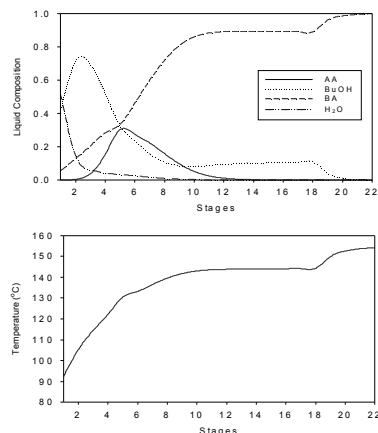 1.0
0.8
0.6
0.4
0.2
0.0
Liquid Composition
AA
BuOH
BA
H₂O
2 4 6 8 10 12 14 16 18 20 22
Stages
160
150
140
130
120
110
100
90
80
Temperature (°C)
2 4 6 8 10 12 14 16 18 20 22
Stages